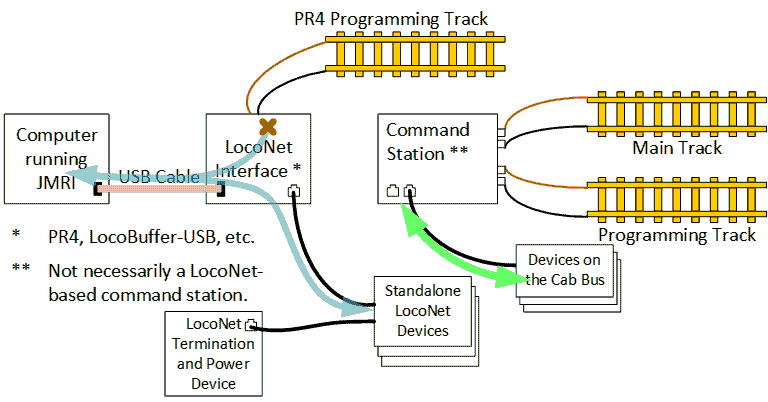 PR4 Programming Track
Computer
running
JMRI
USB Cable
LocoNet
Interface *
Command
Station **
Main Track
Programming Track
* PR4, LocoBuffer-USB, etc.
** Not necessarily a LocoNet-
based command station.
Devices on
the Cab Bus
Standalone
LocoNet
Devices
LocoNet
Termination
and Power
Device